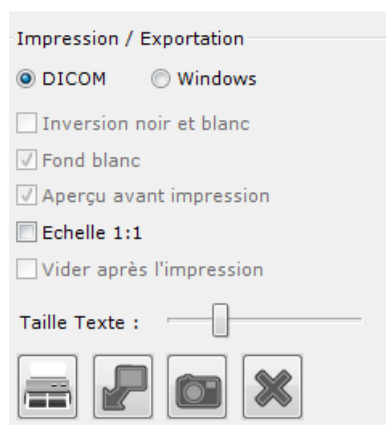 Impression / Exportation
DICOM Windows
Inversion noir et blanc
Fond blanc
Aperçu avant impression
Echelle 1:1
Vider après l'impression
Taille Texte :